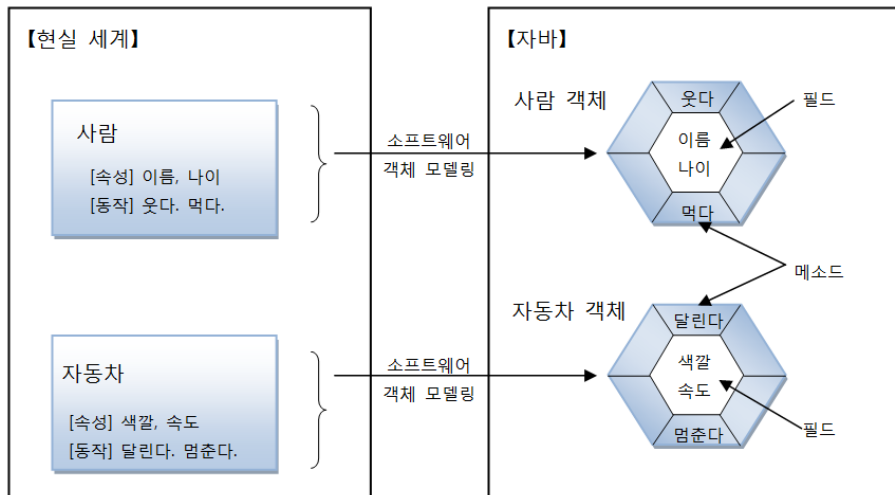 【현실 세계】
사람
[속성] 이름, 나이
[동작] 웃다. 먹다.
자동차
[속성] 색깔, 속도
[동작] 달린다. 멈춘다.
소프트웨어
객체 모델링
소프트웨어
객체 모델링
【자바】
사람 객체
웃다
이름
나이
먹다
필드
메소드
자동차 객체
달린다
색깔
속도
멈춘다
필드